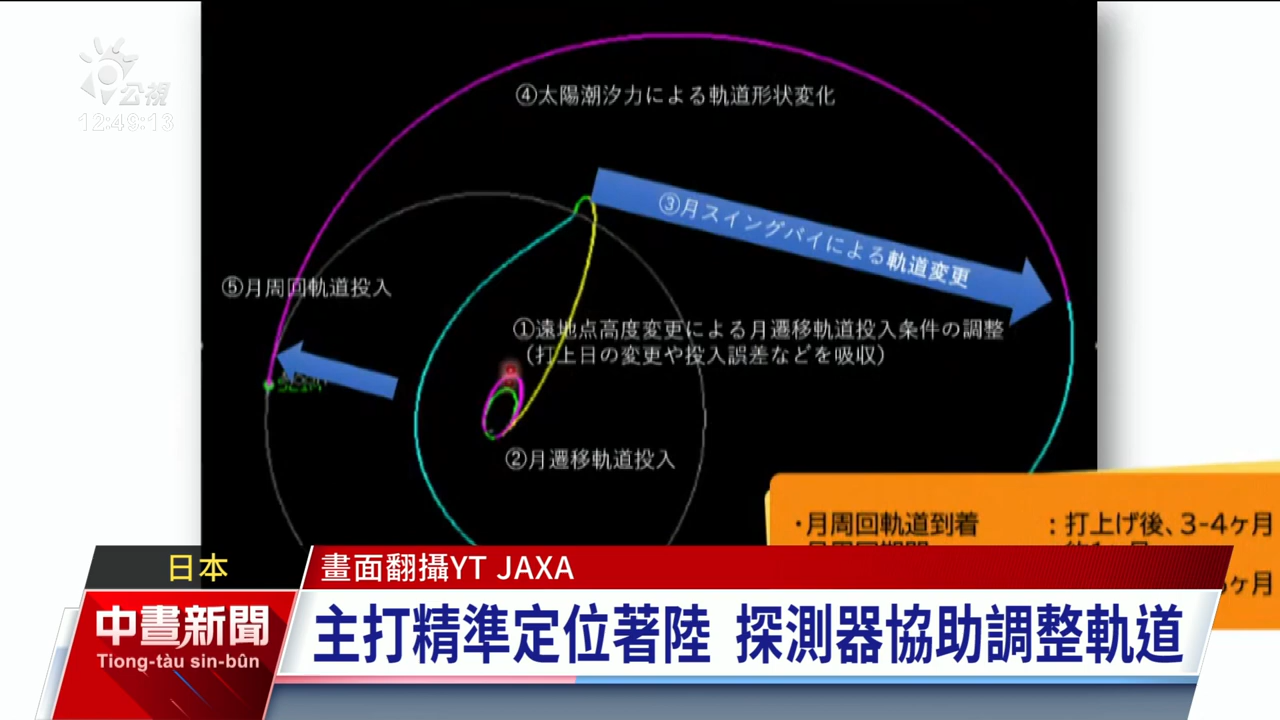 公視
12:49:13
④太陽潮汐力による軌道形状変化
③月スイングバイによる軌道変更
⑤月周回軌道投入
①遠地点高度変更による月遷移軌道投入条件の調整
（打上日の変更や投入誤差などを吸収）
②月遷移軌道投入
・月周回軌道到着　：打上げ後、3-4ヶ月
ヶ月
日本
畫面翻攝YT JAXA
中晝新聞
Tiong-tàu sin-bûn
主打精準定位著陸 探測器協助調整軌道